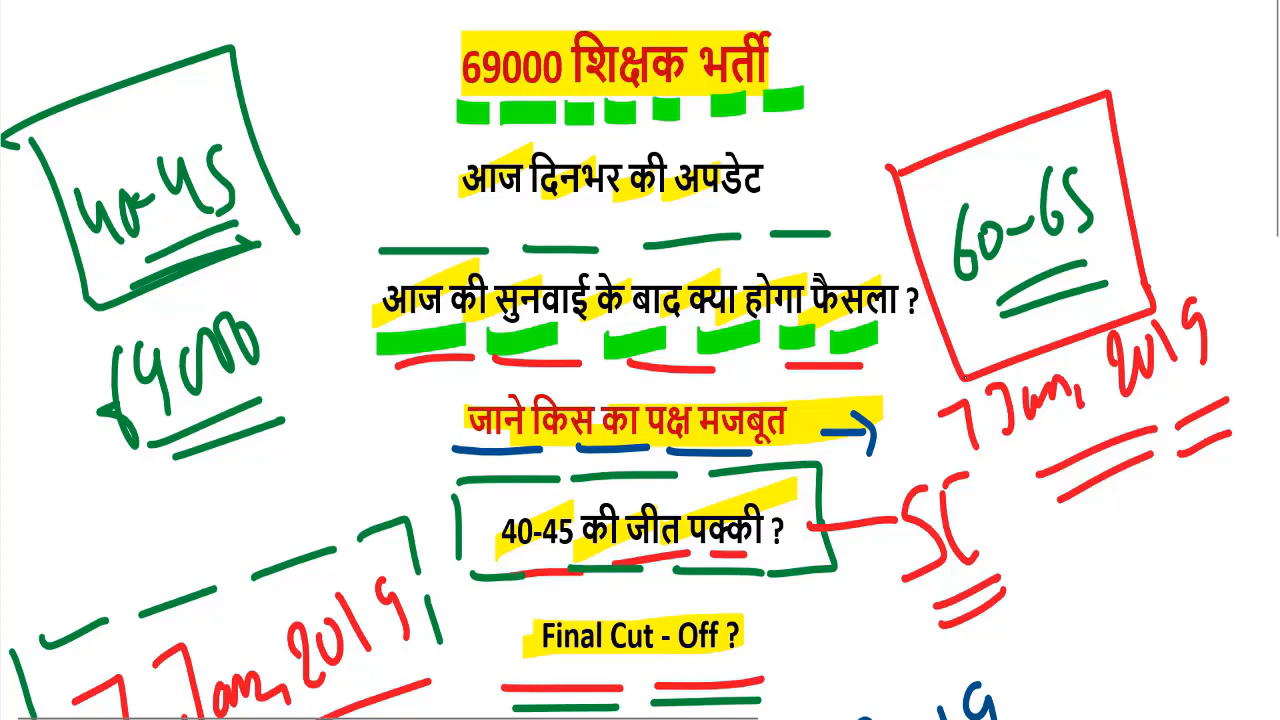 69000 शिक्षक भर्ती
आज दिनभर की अपडेट
आज की सुनवाई के बाद क्या होगा फैसला ?
जाने किस का पक्ष मजबूत
40-45 की जीत पक्की ?
Final Cut - Off ?
40-45
69000
60-65
7 Jan, 2019
SC
7 Jan, 2019